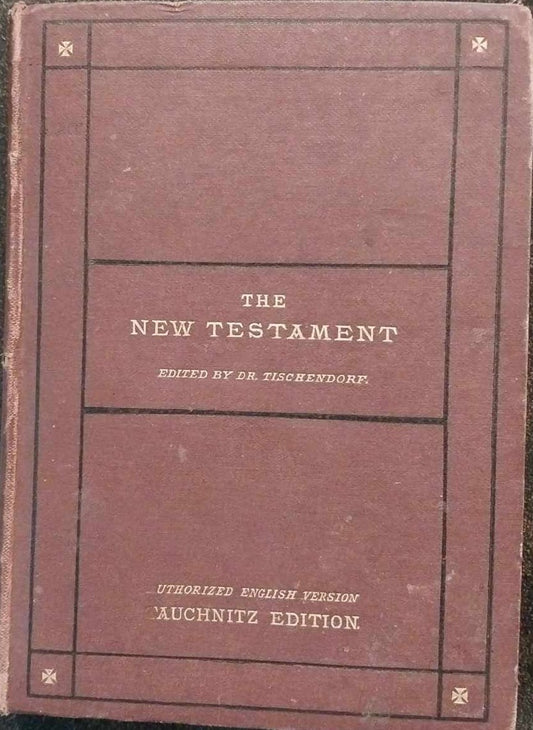 THE
NEW TESTAMENT
EDITED BY DR. TISCHENDORF.
UTHORIZED ENGLISH VERSION
AUCHNITZ EDITION.